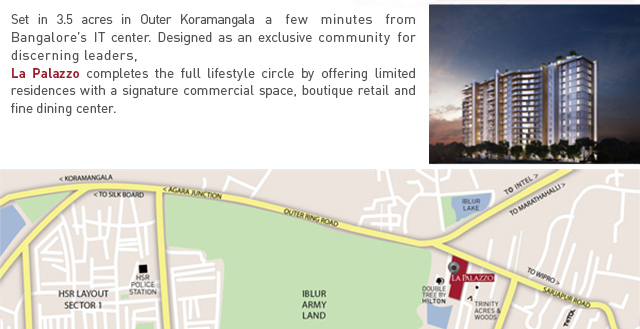 Set in 3.5 acres in Outer Koramangala a few minutes from
Bangalore's IT center. Designed as an exclusive community for
discerning leaders,
La Palazzo completes the full lifestyle circle by offering limited
residences with a signature commercial space, boutique retail and
fine dining center.
< KORAMANGALA
< TO SILK BOARD
< AGARA JUNCTION
OUTER RING ROAD
TO INTEL >
TO MARATHAHALLI >
IBLUR
LAKE
HSR
POLICE
STATION
HSR LAYOUT
SECTOR 1
IBLUR
ARMY
LAND
DOUBLE
TREE BY
HILTON
LA PALAZZO
TRINITY
ACRES &
WOODS
TO WIPRO >
SARJAPUR ROAD